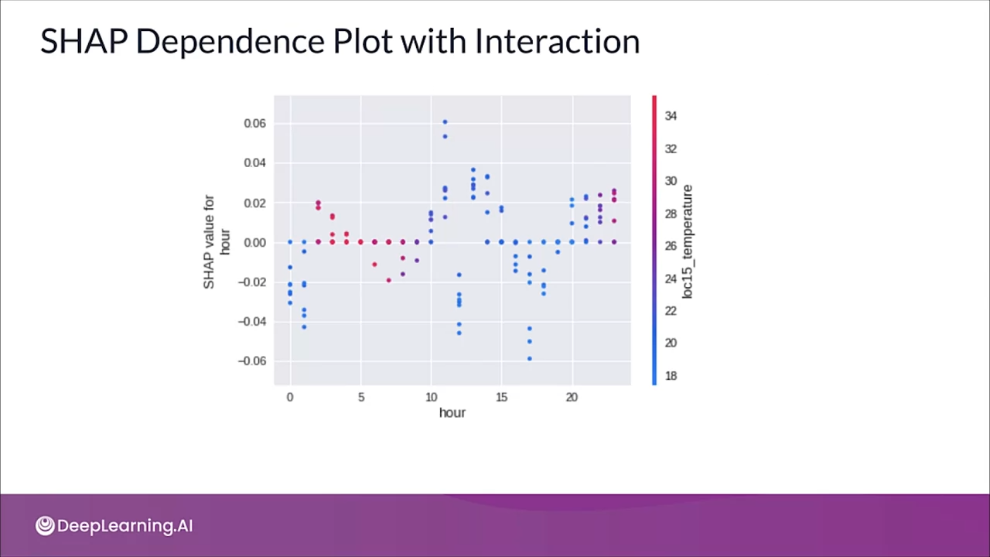 SHAP Dependence Plot with Interaction
0.06
0.04
0.02
0.00
−0.02
−0.04
−0.06
SHAP value for
hour
0 5 10 15 20
hour
34
32
30
28
26
24
22
20
18
loc15_temperature
DeepLearning.AI